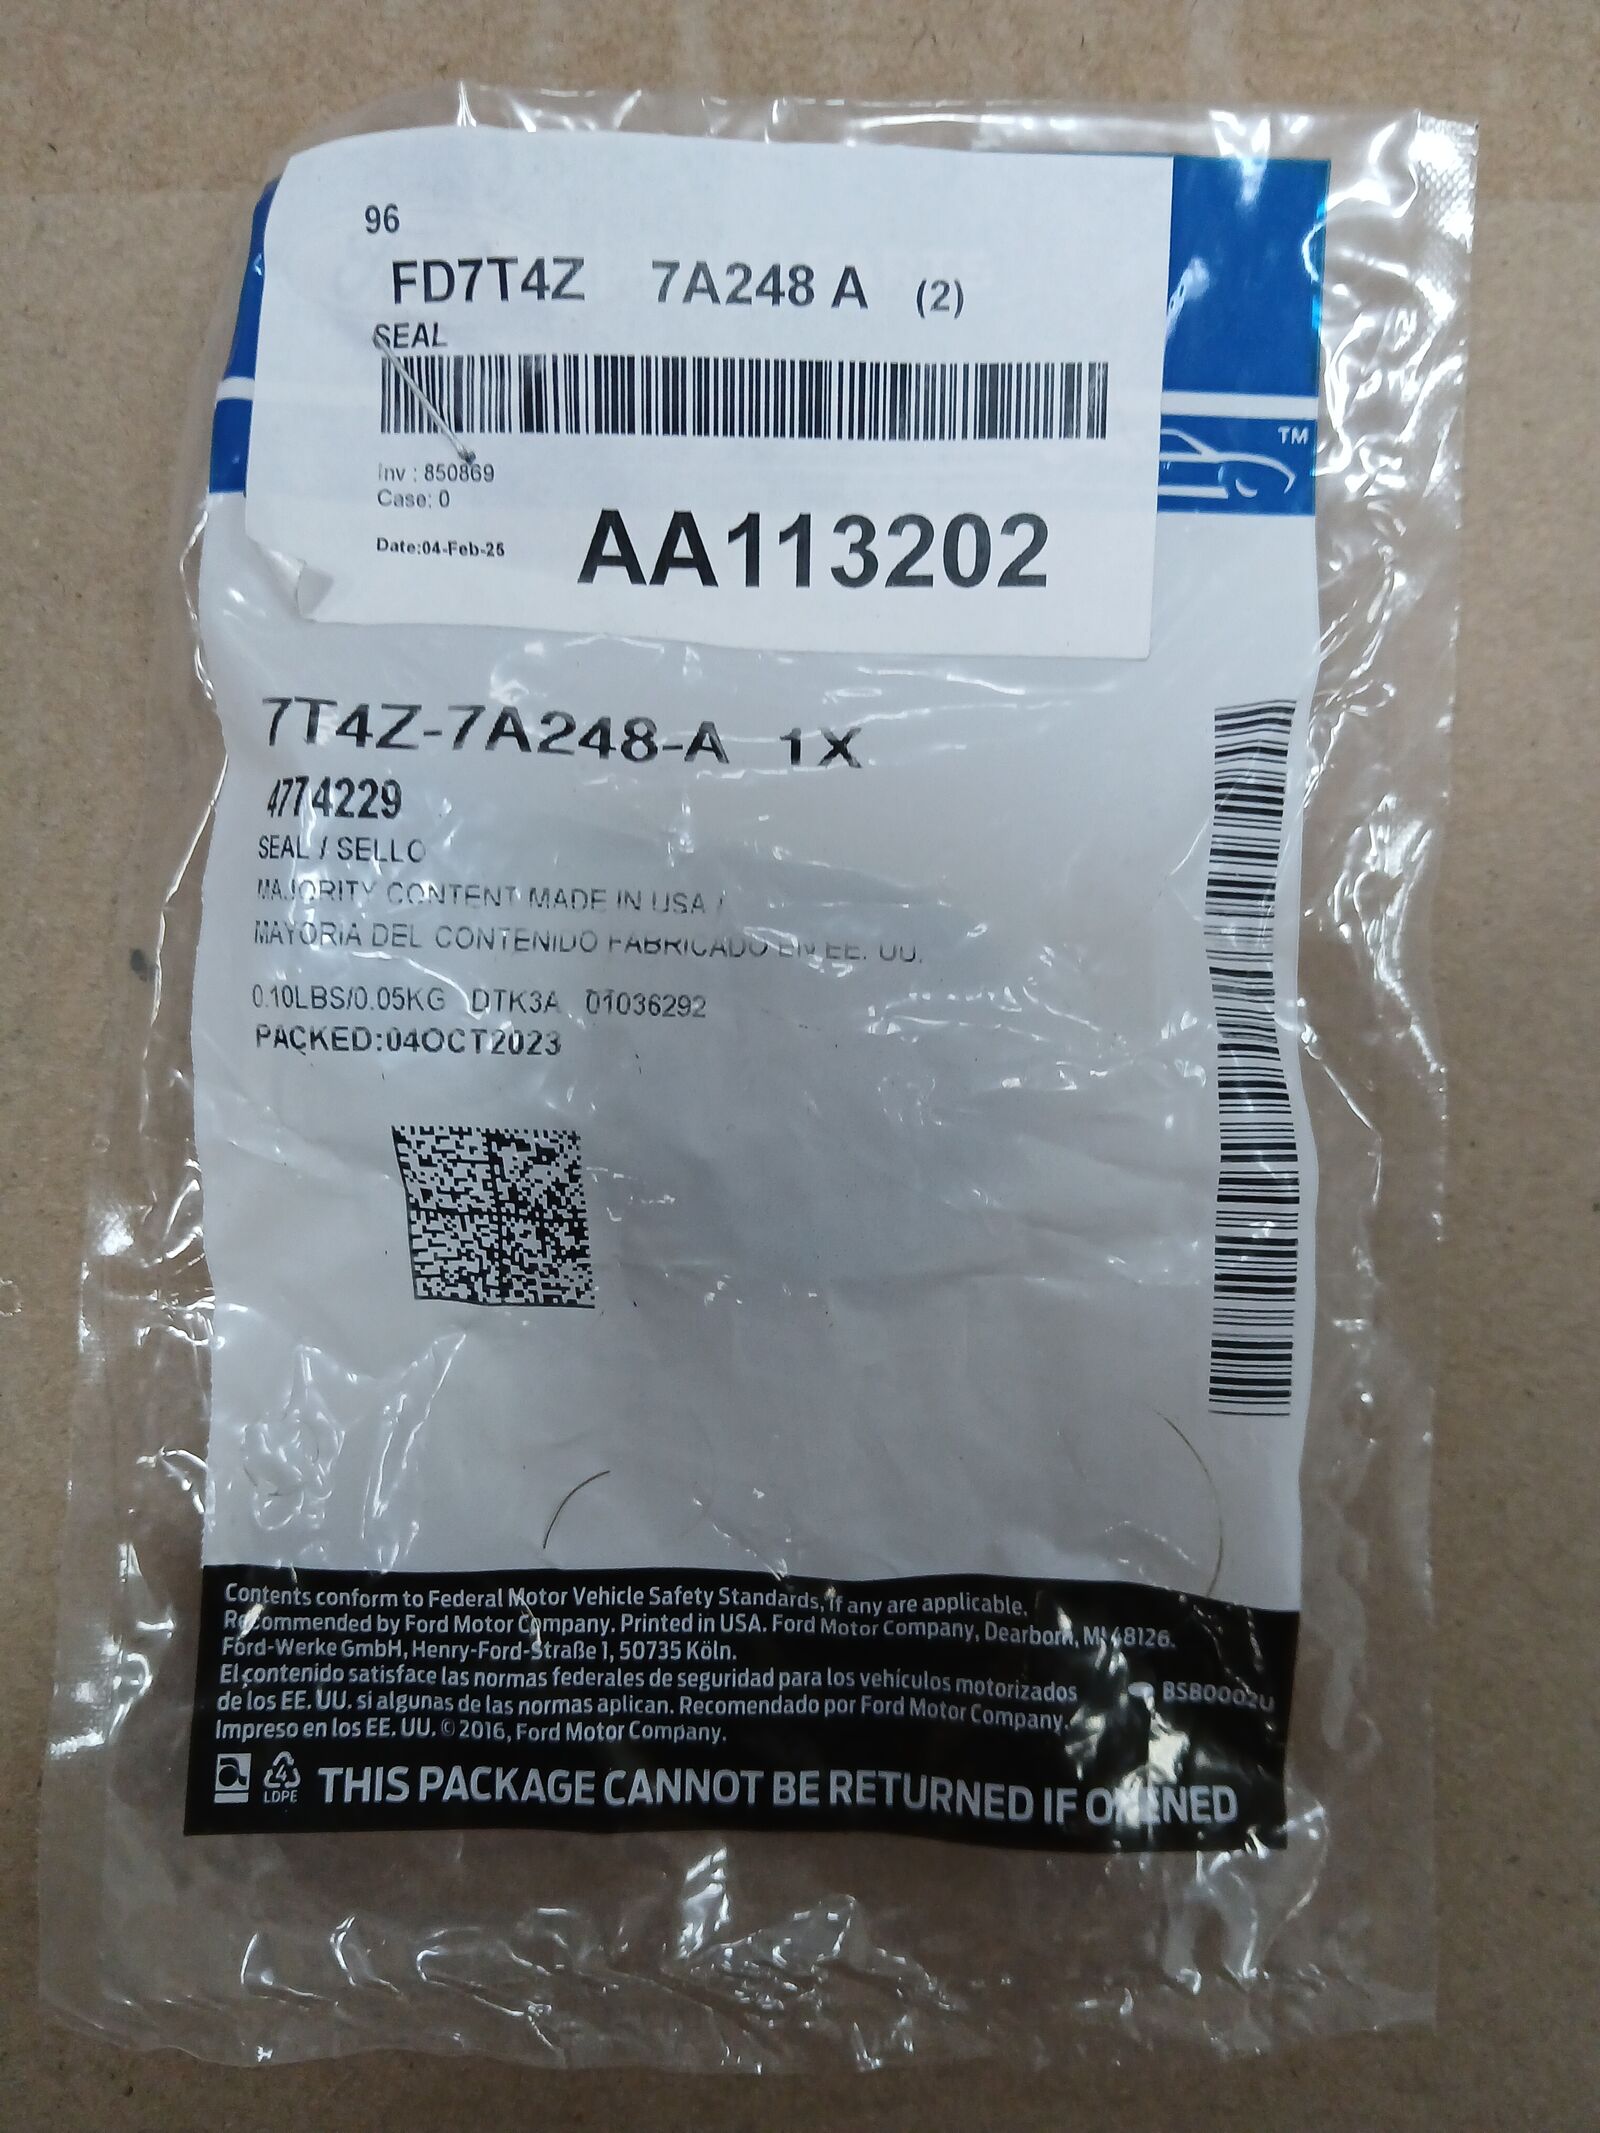 96
FD7T4Z 7A248 A (2)
SEAL
Inv : 850869
Case: 0
Date:04-Feb-25
AA113202
TM
7T4Z-7A248-A 1X
4774229
SEAL / SELLO
MAJORITY CONTENT MADE IN USA /
MAYORIA DEL CONTENIDO FABRICADO EN EE. UU.
0.10LBS/0.05KG DTK3A 01036292
PACKED:04OCT2023
Contents conform to Federal Motor Vehicle Safety Standards, if any are applicable.
Recommended by Ford Motor Company. Printed in USA. Ford Motor Company, Dearborn, MI 48126.
Ford-Werke GmbH, Henry-Ford-Straße 1, 50735 Köln.
El contenido satisface las normas federales de seguridad para los vehículos motorizados
de los EE. UU. si algunas de las normas aplican. Recomendado por Ford Motor Company.
Impreso en los EE. UU. © 2016, Ford Motor Company.
BSB0002U
4
LDPE
THIS PACKAGE CANNOT BE RETURNED IF OPENED